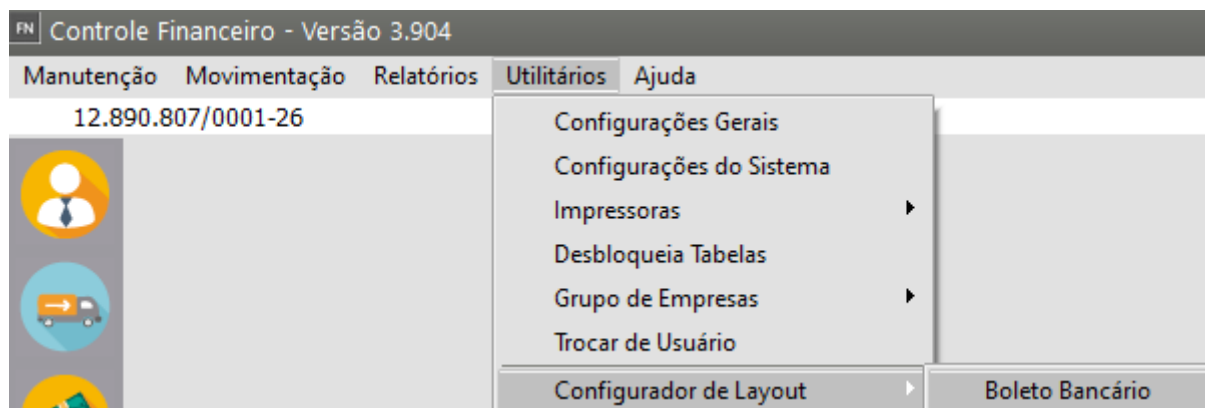 FN Controle Financeiro - Versão 3.904
Manutenção Movimentação Relatórios Utilitários Ajuda
12.890.807/0001-26
Configurações Gerais
Configurações do Sistema
Impressoras
Desbloqueia Tabelas
Grupo de Empresas
Trocar de Usuário
Configurador de Layout Boleto Bancário